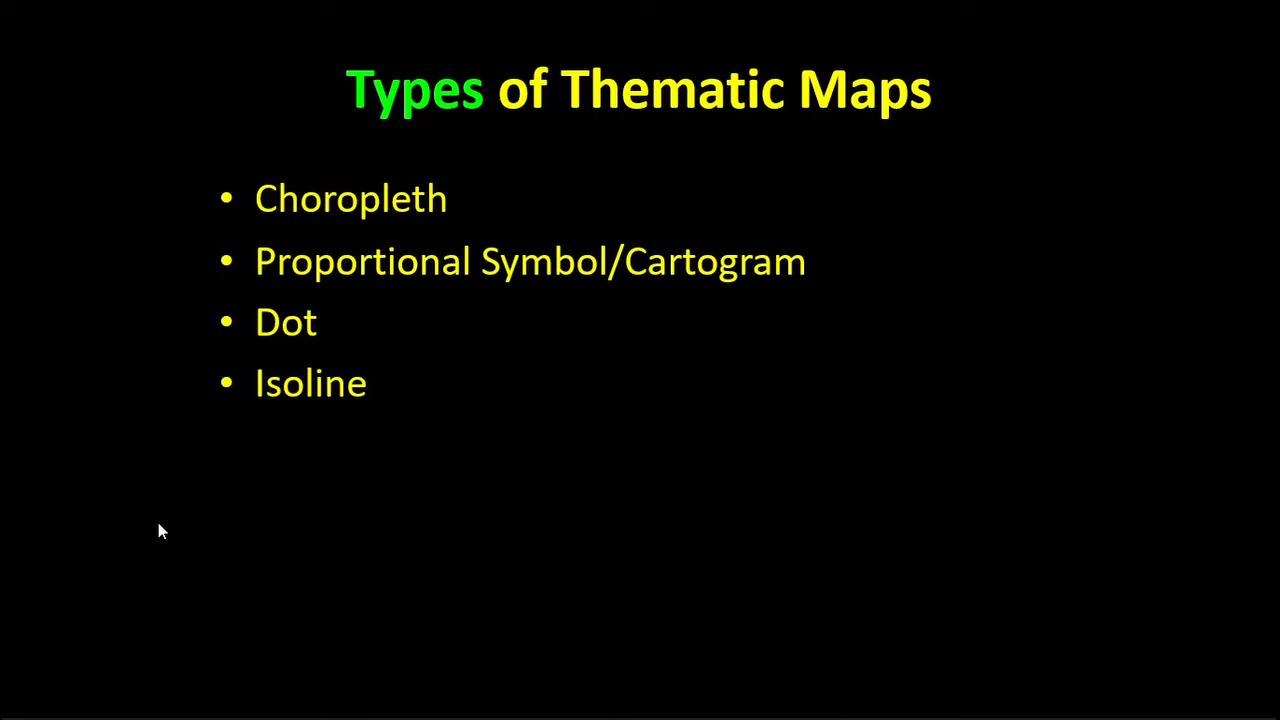 Types of Thematic Maps
• Choropleth
• Proportional Symbol/Cartogram
• Dot
• Isoline